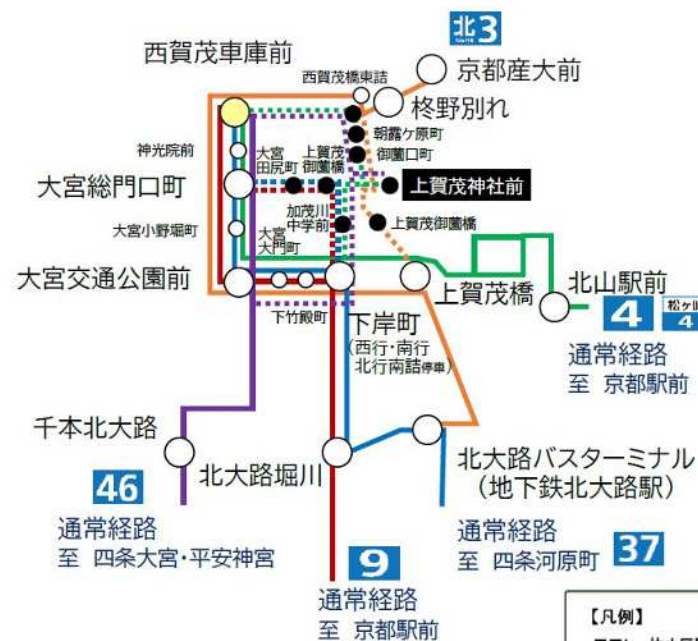 北3
西賀茂車庫前
京都産大前
西賀茂橋東詰
柊野別れ
朝露ケ原町
神光院前
大宮
田尻町
上賀茂
御薗橋
御薗口町
大宮総門口町
上賀茂神社前
加茂川
中学前
上賀茂御薗橋
大宮小野堀町
大宮
大門町
大宮交通公園前
上賀茂橋
北山駅前
下竹殿町
下岸町
(西行・南行
北行南詰停車)
4
松ヶ崎
4
通常経路
至 京都駅前
千本北大路
北大路堀川
北大路バスターミナル
(地下鉄北大路駅)
46
通常経路
至 四条大宮・平安神宮
通常経路
至 四条河原町
37
9
通常経路
至 京都駅前
【凡例】